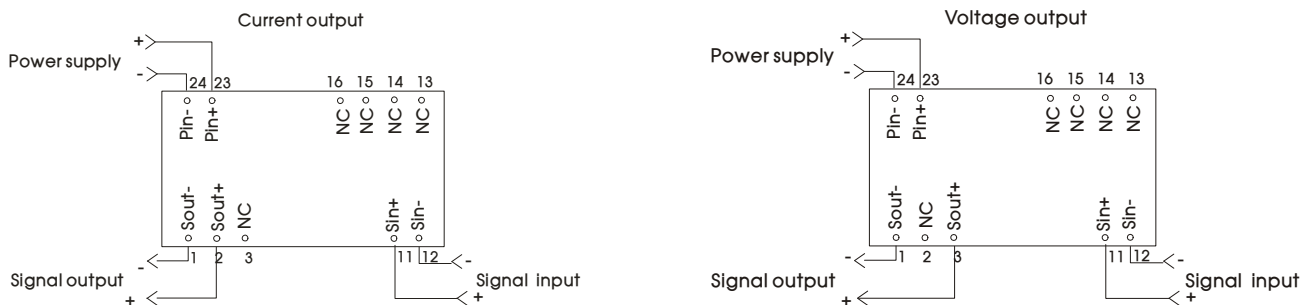 Current output
+
Power supply
-
24 23 16 15 14 13
Pin- Pin+ NC NC NC NC
Sout- Sout+ NC Sin+ Sin-
1 2 3 11 12
- -
Signal output Signal input
+ +
Voltage output
+
Power supply
-
24 23 16 15 14 13
Pin- Pin+ NC NC NC NC
Sout- NC Sout+ Sin+ Sin-
1 2 3 11 12
- -
Signal output Signal input
+ +